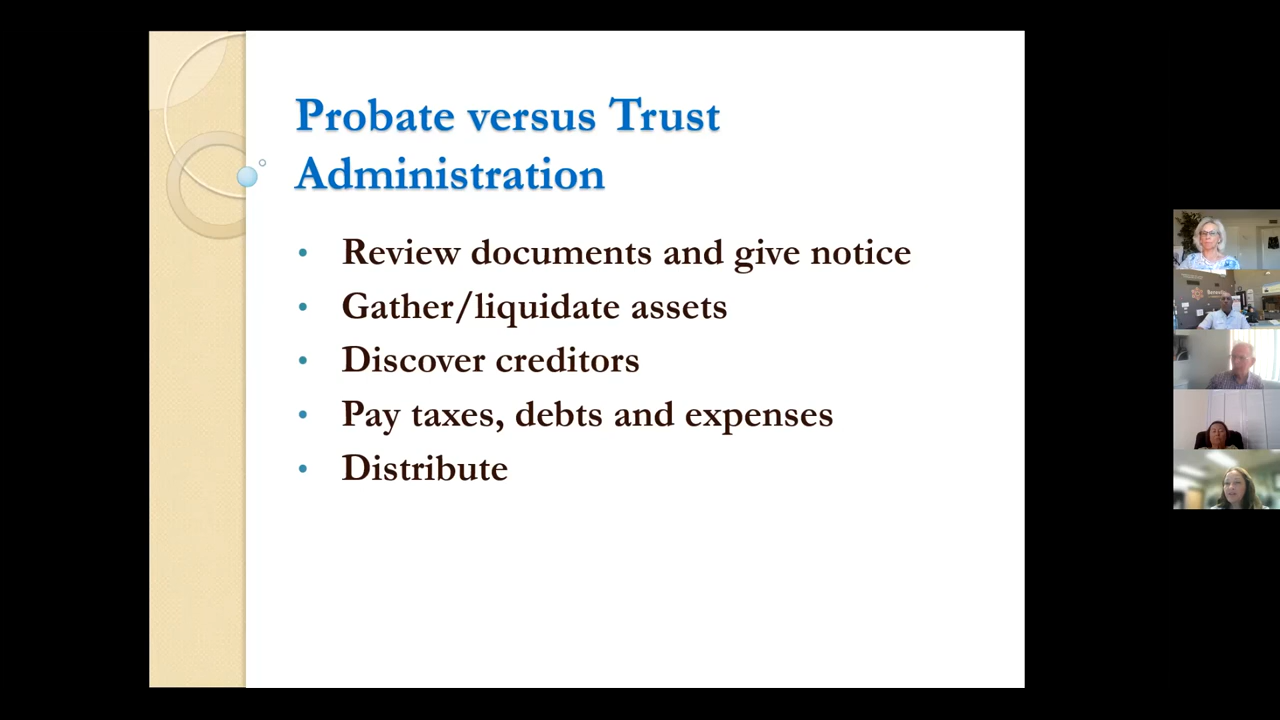 Probate versus Trust
Administration
• Review documents and give notice
• Gather/liquidate assets
• Discover creditors
• Pay taxes, debts and expenses
• Distribute